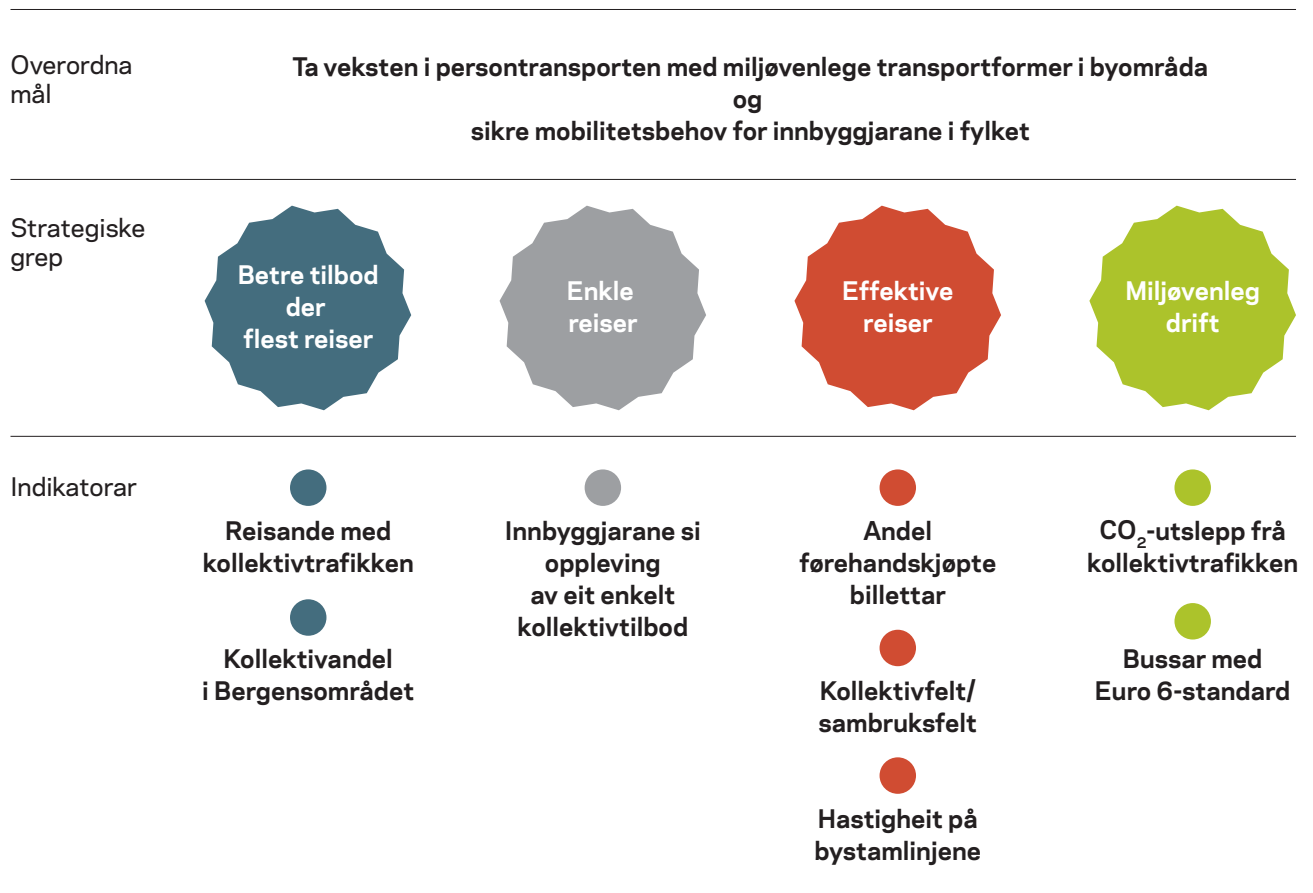 Overordna
mål
Ta veksten i persontransporten med miljøvenlege transportformer i byområda
og
sikre mobilitetsbehov for innbyggjarane i fylket
Strategiske
grep
Betre tilbod
der
flest reiser
Enkle
reiser
Effektive
reiser
Miljøvenleg
drift
Indikatorar
Reisande med
kollektivtrafikken
Kollektivandel
i Bergensområdet
Innbyggjarane si
oppleving
av eit enkelt
kollektivtilbod
Andel
førehandskjøpte
billettar
Kollektivfelt/
sambruksfelt
Hastigheit på
bystamlinjene
CO₂-utslepp frå
kollektivtrafikken
Bussar med
Euro 6-standard